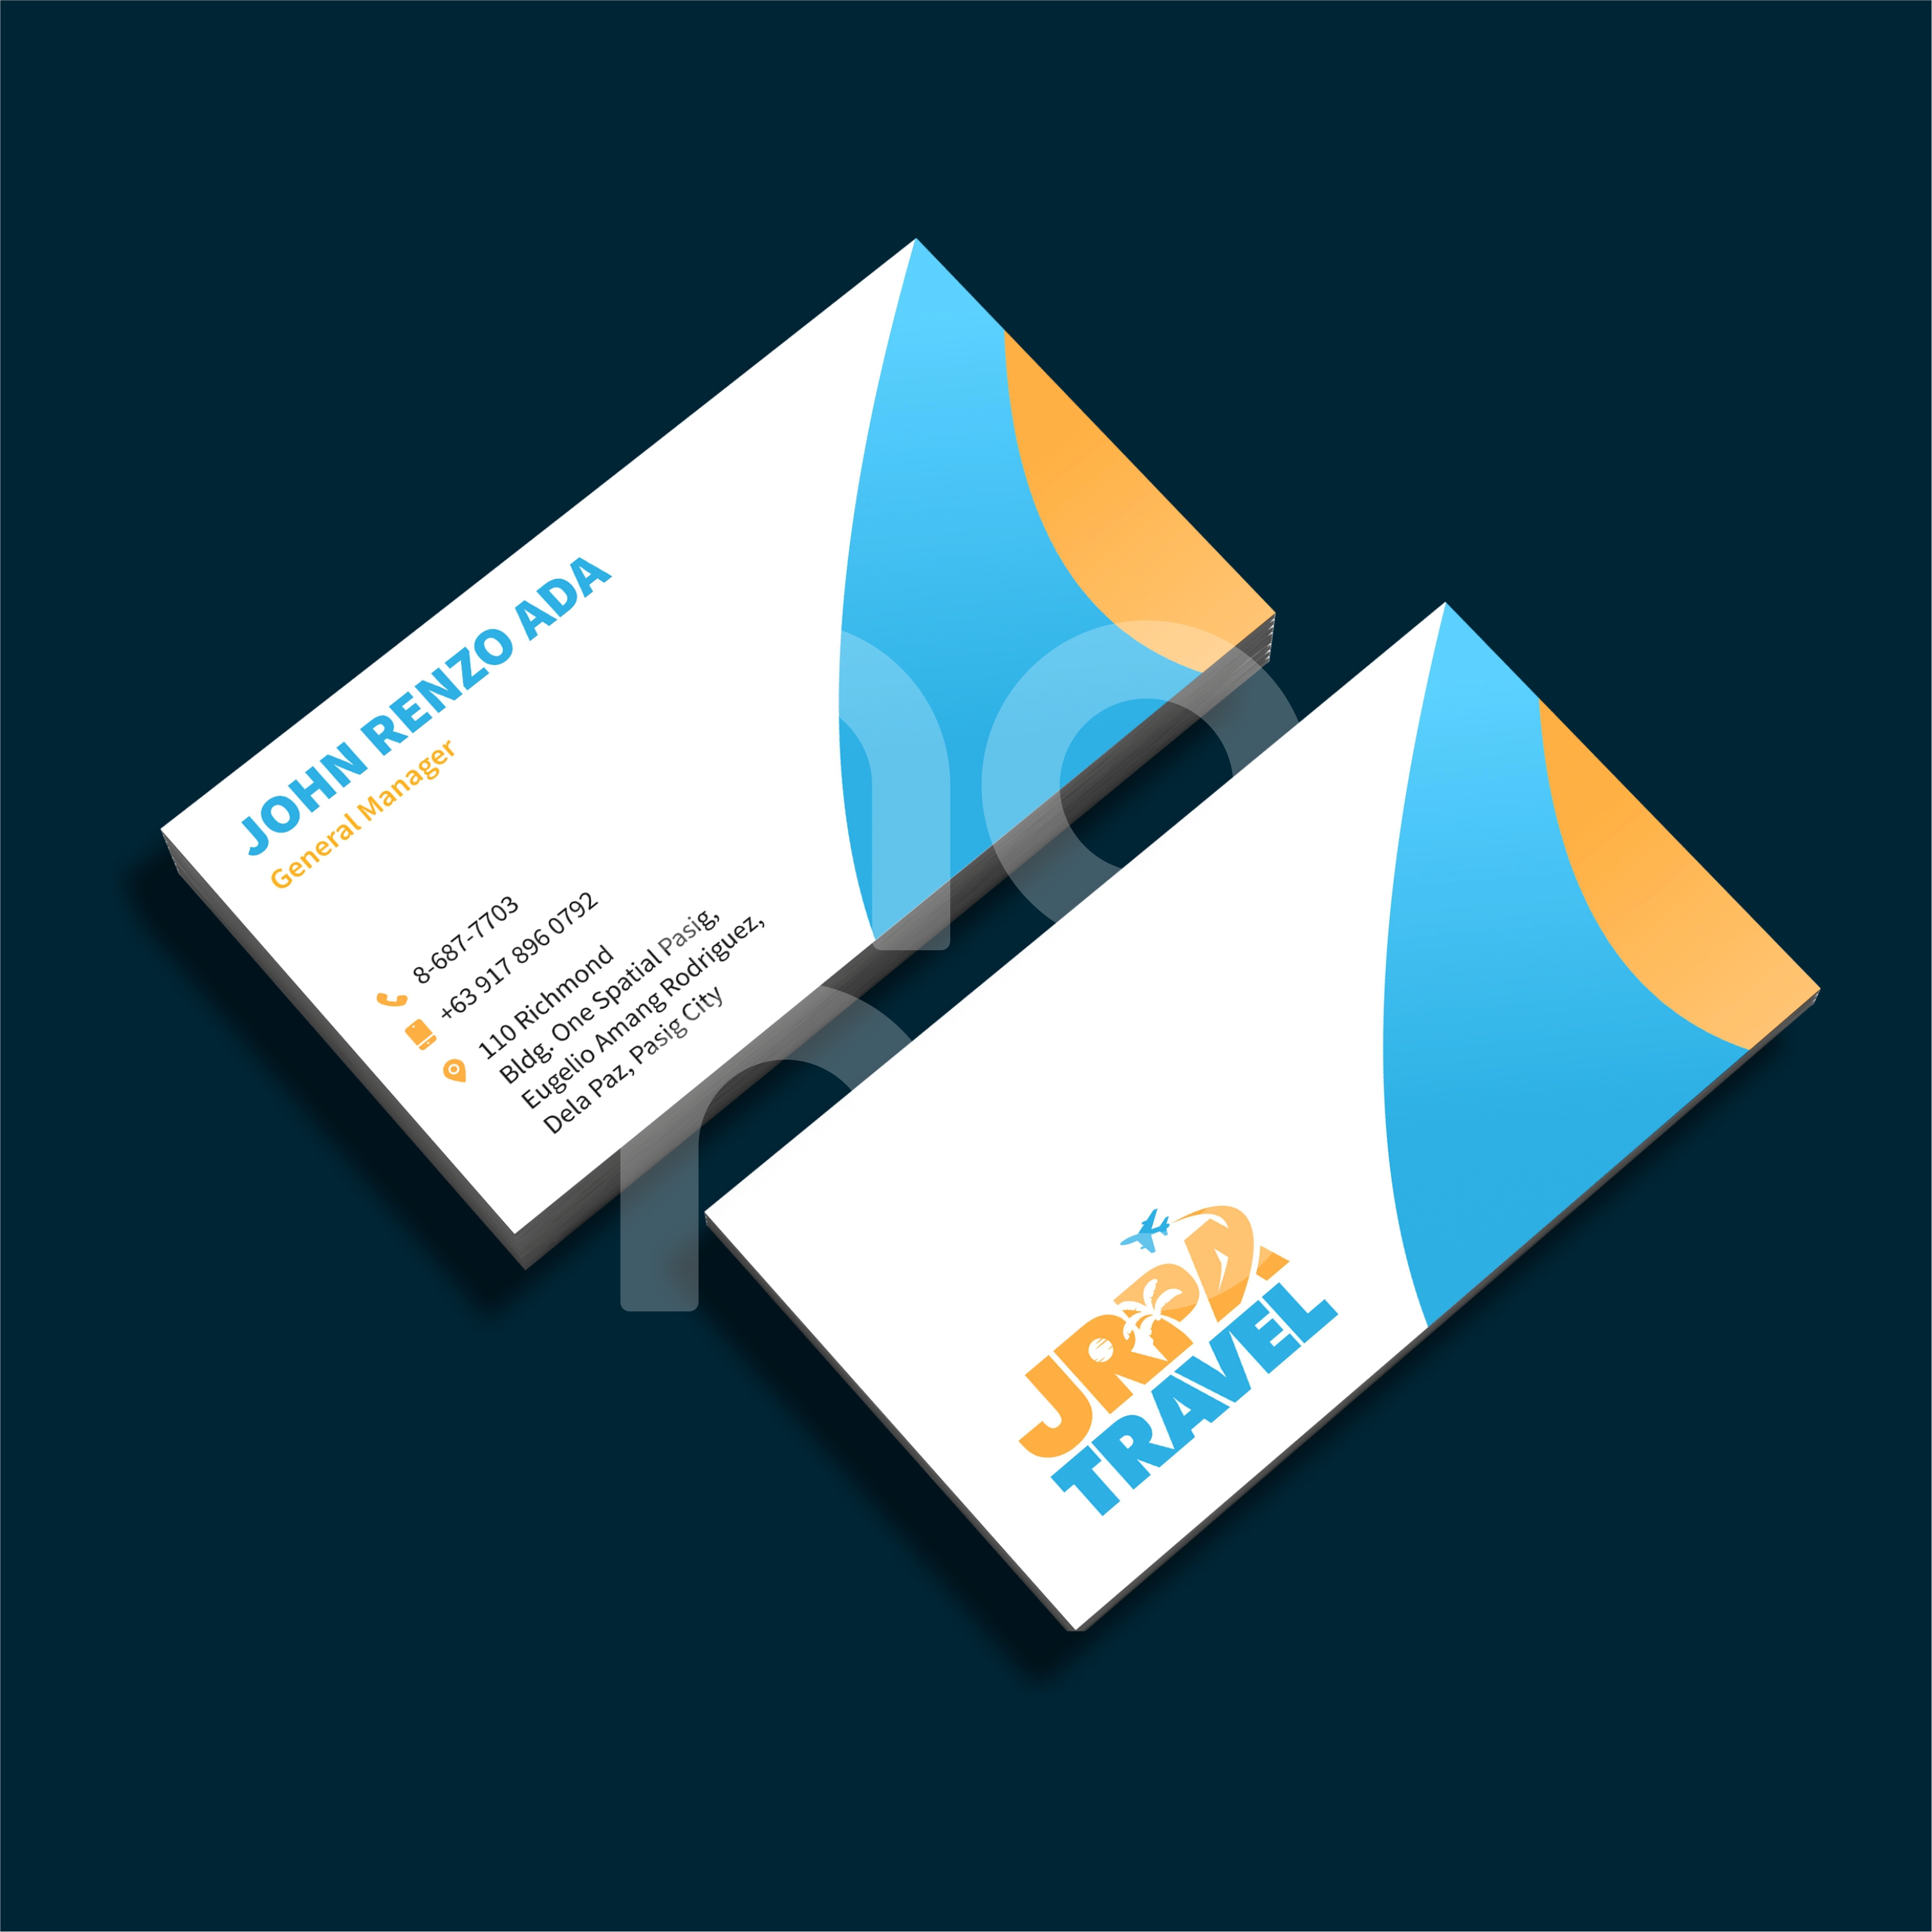 JOHN RENZO ADA
General Manager
8-687-7703
+63 917 896 0792
110 Richmond
Bldg. One Spatial Pasig,
Eugelio Amang Rodriguez,
Dela Paz, Pasig City
JRPA
TRAVEL